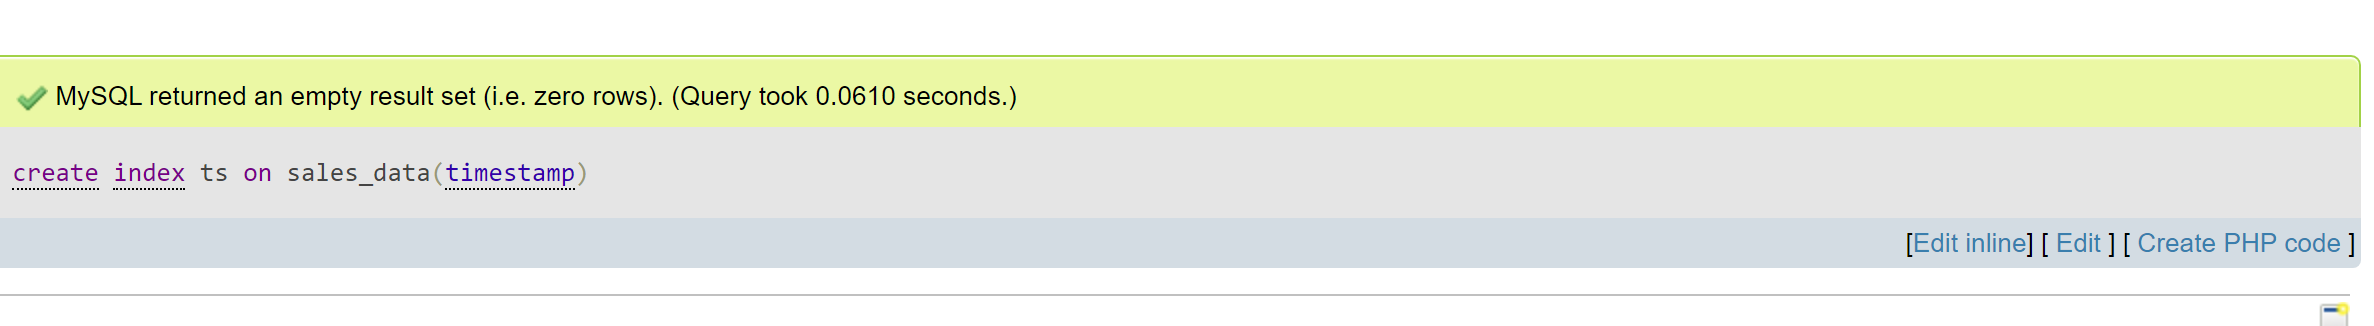 MySQL returned an empty result set (i.e. zero rows). (Query took 0.0610 seconds.)
create index ts on sales_data(timestamp)
[Edit inline] [ Edit ] [ Create PHP code ]